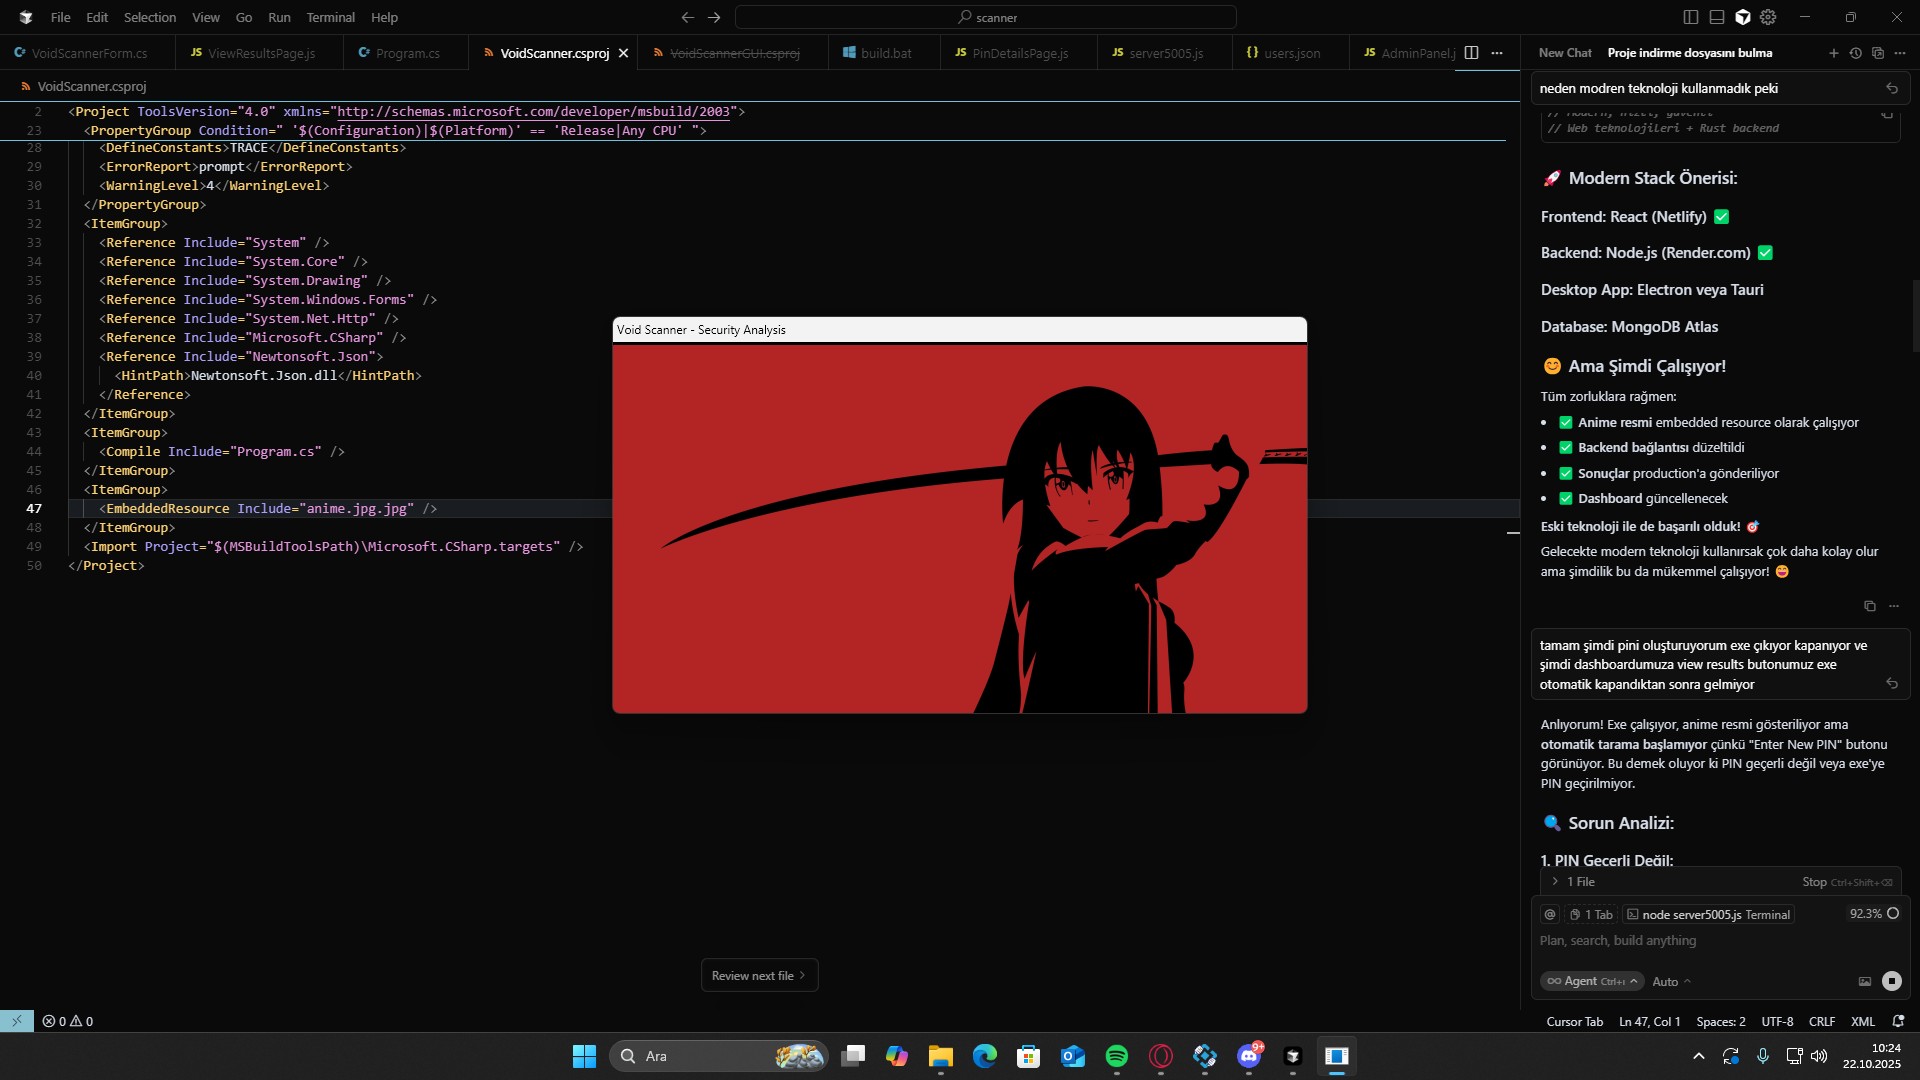 File Edit Selection View Go Run Terminal Help
scanner
VoidScannerForm.cs
JS ViewResultsPage.js
Program.cs
VoidScanner.csproj
VoidScannerGUI.csproj
build.bat
JS PinDetailsPage.js
JS server5005.js
{} users.json
JS AdminPanel.j
VoidScanner.csproj
2 <Project ToolsVersion="4.0" xmlns="http://schemas.microsoft.com/developer/msbuild/2003">
23 <PropertyGroup Condition=" '$(Configuration)|$(Platform)' == 'Release|Any CPU' ">
28 <DefineConstants>TRACE</DefineConstants>
29 <ErrorReport>prompt</ErrorReport>
30 <WarningLevel>4</WarningLevel>
31 </PropertyGroup>
32 <ItemGroup>
33 <Reference Include="System" />
34 <Reference Include="System.Core" />
35 <Reference Include="System.Drawing" />
36 <Reference Include="System.Windows.Forms" />
37 <Reference Include="System.Net.Http" />
38 <Reference Include="Microsoft.CSharp" />
39 <Reference Include="Newtonsoft.Json">
40 <HintPath>Newtonsoft.Json.dll</HintPath>
41 </Reference>
42 </ItemGroup>
43 <ItemGroup>
44 <Compile Include="Program.cs" />
45 </ItemGroup>
46 <ItemGroup>
47 <EmbeddedResource Include="anime.jpg.jpg" />
48 </ItemGroup>
49 <Import Project="$(MSBuildToolsPath)\Microsoft.CSharp.targets" />
50 </Project>
Void Scanner - Security Analysis
Review next file
New Chat Proje indirme dosyasını bulma
neden modren teknoloji kullanmadık peki
// Modern, hızlı, güvenli
// Web teknolojileri + Rust backend
🚀 Modern Stack Önerisi:
Frontend: React (Netlify) ✅
Backend: Node.js (Render.com) ✅
Desktop App: Electron veya Tauri
Database: MongoDB Atlas
😊 Ama Şimdi Çalışıyor!
Tüm zorluklara rağmen:
• ✅ Anime resmi embedded resource olarak çalışıyor
• ✅ Backend bağlantısı düzeltildi
• ✅ Sonuçlar production'a gönderiliyor
• ✅ Dashboard güncellenecek
Eski teknoloji ile de başarılı olduk! 🎯
Gelecekte modern teknoloji kullanırsak çok daha kolay olur
ama şimdilik bu da mükemmel çalışıyor! 😄
tamam şimdi pini oluşturuyorum exe çıkıyor kapanıyor ve
şimdi dashboardumuza view results butonumuz exe
otomatik kapandıktan sonra gelmiyor
Anlıyorum! Exe çalışıyor, anime resmi gösteriliyor ama
otomatik tarama başlamıyor çünkü "Enter New PIN" butonu
görünüyor. Bu demek oluyor ki PIN geçerli değil veya exe'ye
PIN geçirilmiyor.
🔍 Sorun Analizi:
1. PIN Geçerli Değil:
1 File Stop Ctrl+Shift+⌫
@ 1 Tab node server5005.js Terminal 92.3%
Plan, search, build anything
Agent Ctrl+I Auto
0 0
Cursor Tab Ln 47, Col 1 Spaces: 2 UTF-8 CRLF XML
Ara
9+
10:24
22.10.2025